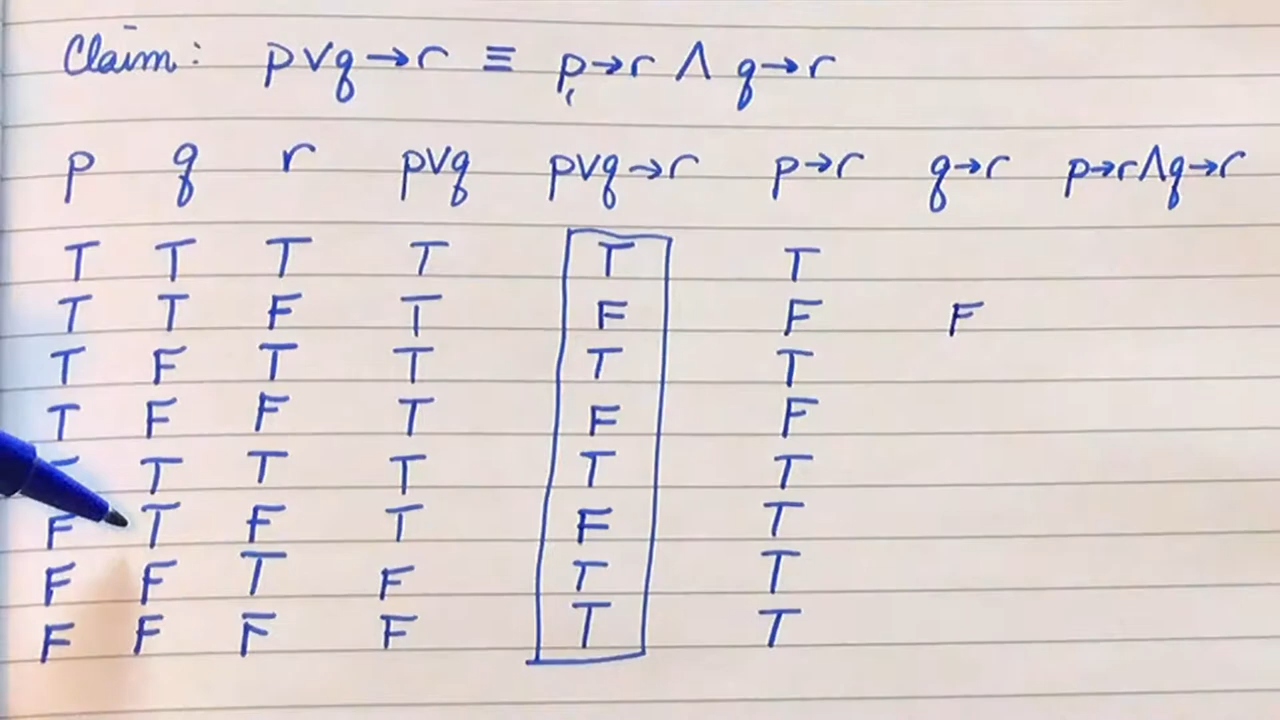 Claim: p∨q→r ≡ p→r ∧ q→r
p q r p∨q p∨q→r p→r q→r p→r∧q→r
T T T T T T
T T F T F F F
T F T T T T
T F F T F F
T T T T T
F T F T F T
F F T F T T
F F F F T T